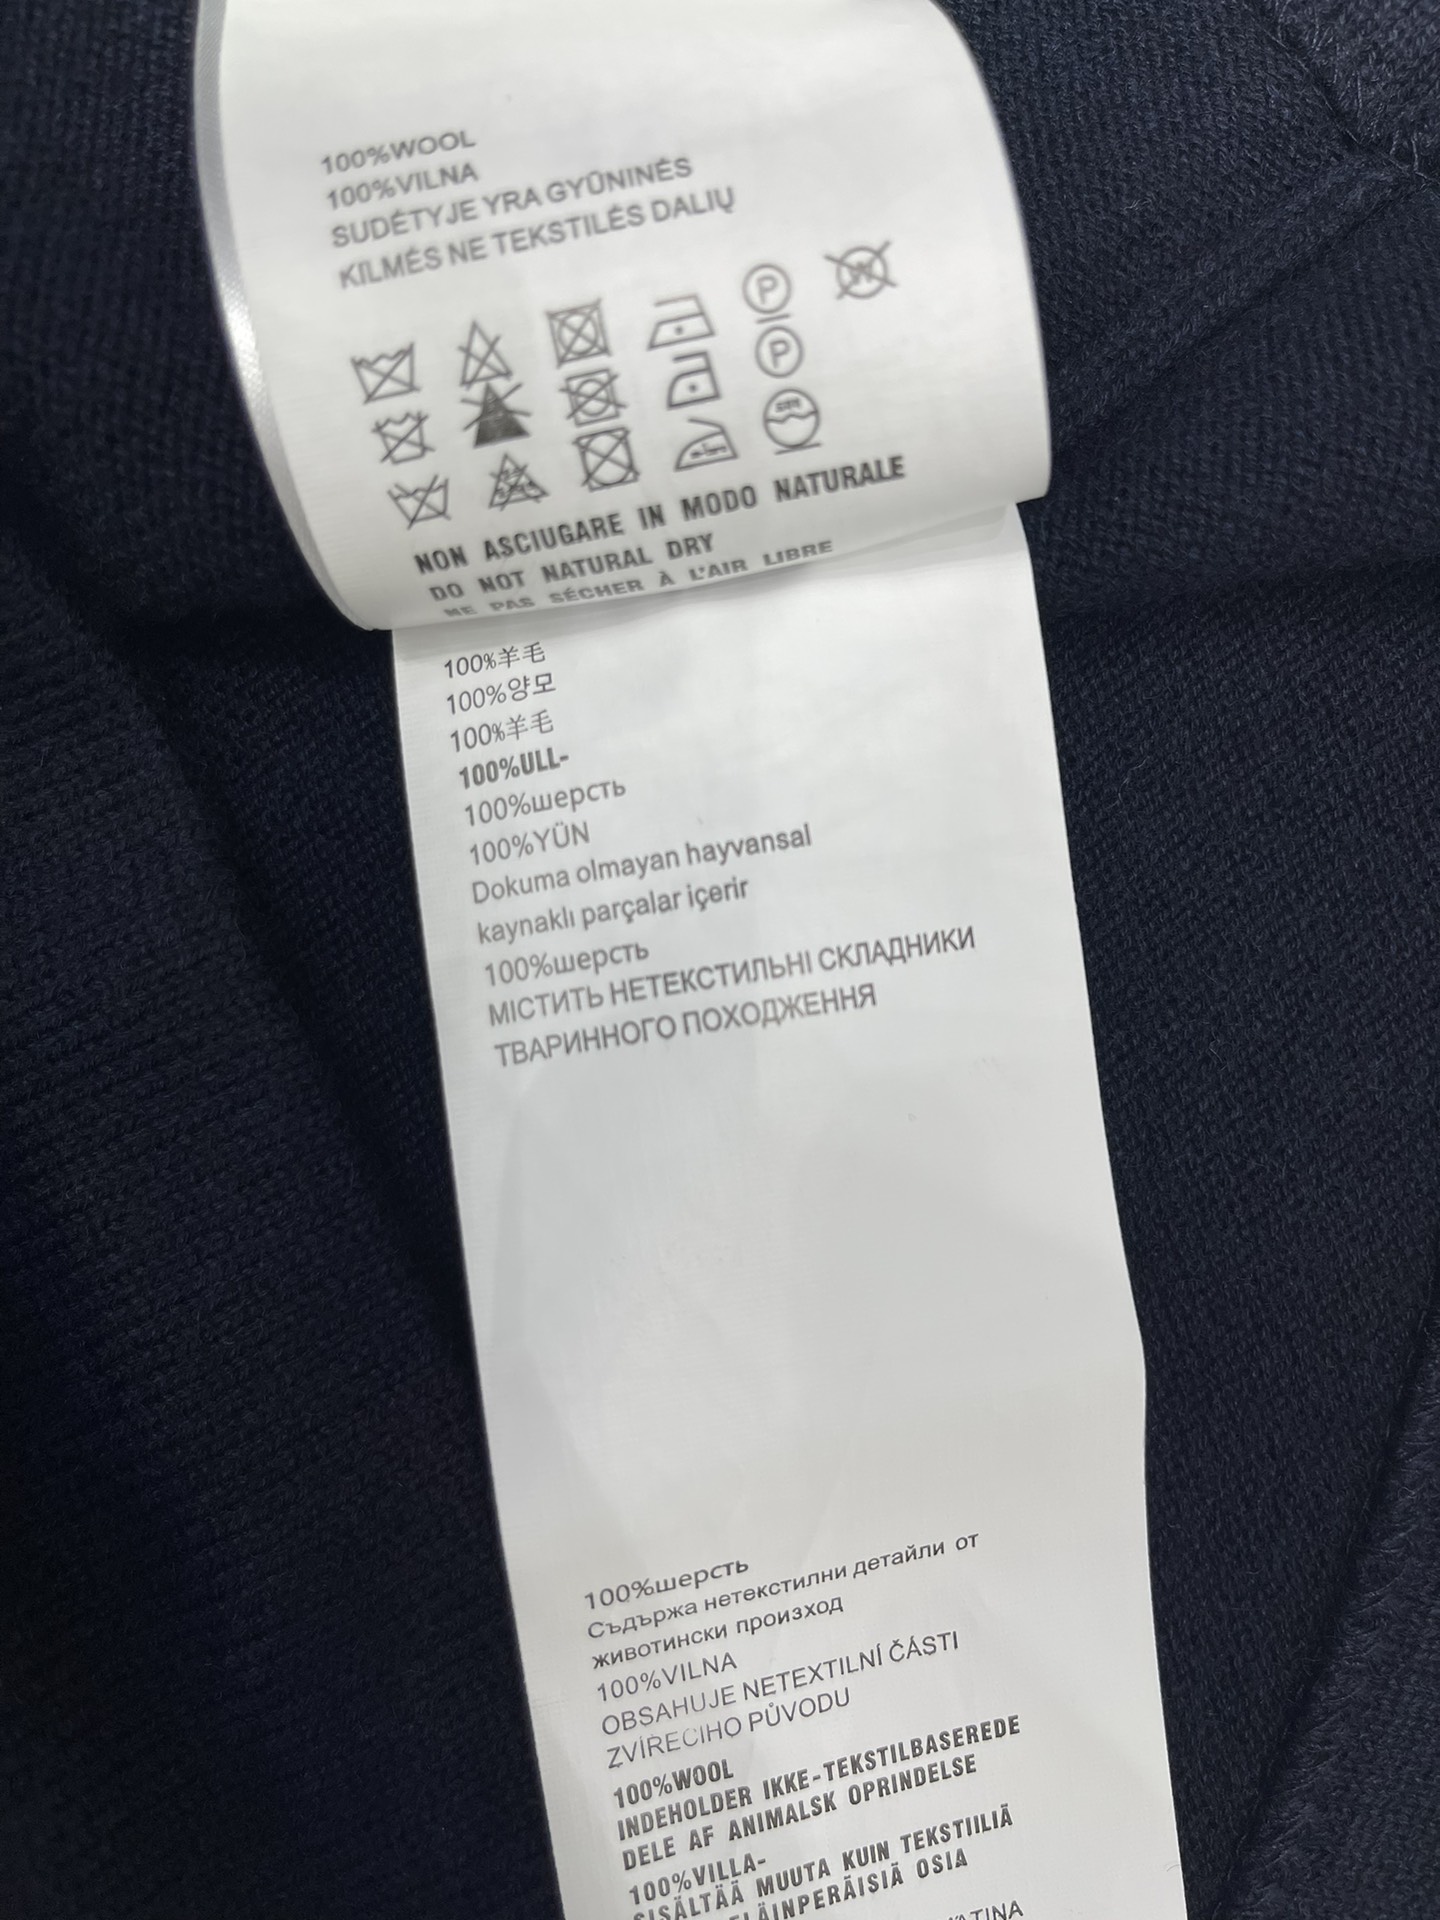 100%WOOL
100%VILNA
SUDĖTYJE YRA GYŪNINĖS
KILMĖS NE TEKSTILĖS DALIŲ
P
P
W
NON ASCIUGARE IN MODO NATURALE
DO NOT NATURAL DRY
NE PAS SÉCHER À L'AIR LIBRE
100%羊毛
100%양모
100%羊毛
100%ULL-
100%шерсть
100%YÜN
Dokuma olmayan hayvansal
kaynaklı parçalar içerir
100%шерсть
МІСТИТЬ НЕТЕКСТИЛЬНІ СКЛАДНИКИ
ТВАРИННОГО ПОХОДЖЕННЯ
100%шерсть
Съдържа нетекстилни детайли от
животински произход
100%VILNA
OBSAHUJE NETEXTILNÍ ČÁSTI
ZVÍŘECIHO PŮVODU
100%WOOL
INDEHOLDER IKKE-TEKSTILBASEREDE
DELE AF ANIMALSK OPRINDELSE
100%VILLA-
SISÄLTÄÄ MUUTA KUIN TEKSTIILIÄ
OSIA